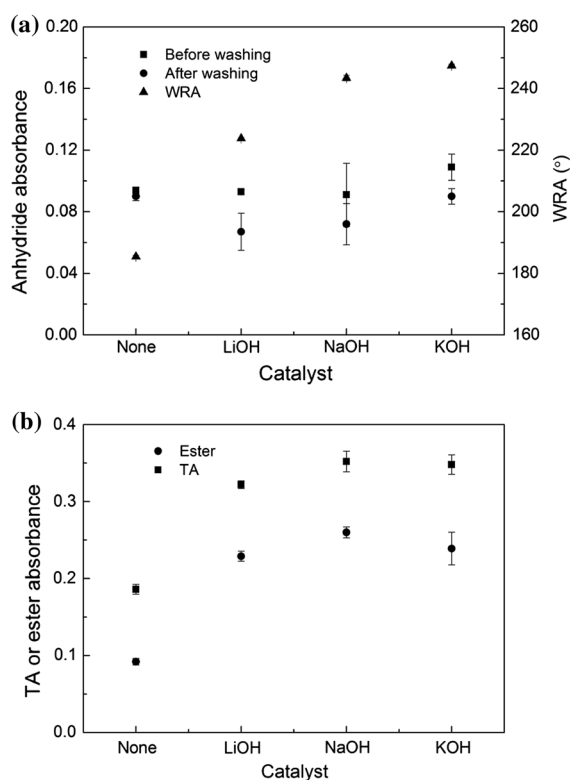 (a)
0.20
0.16
0.12
0.08
0.04
0.00
Anhydride absorbance
Before washing
After washing
WRA
260
240
220
200
180
160
WRA (°)
None LiOH NaOH KOH
Catalyst
(b)
0.4
0.3
0.2
0.1
0.0
TA or ester absorbance
Ester
TA
None LiOH NaOH KOH
Catalyst